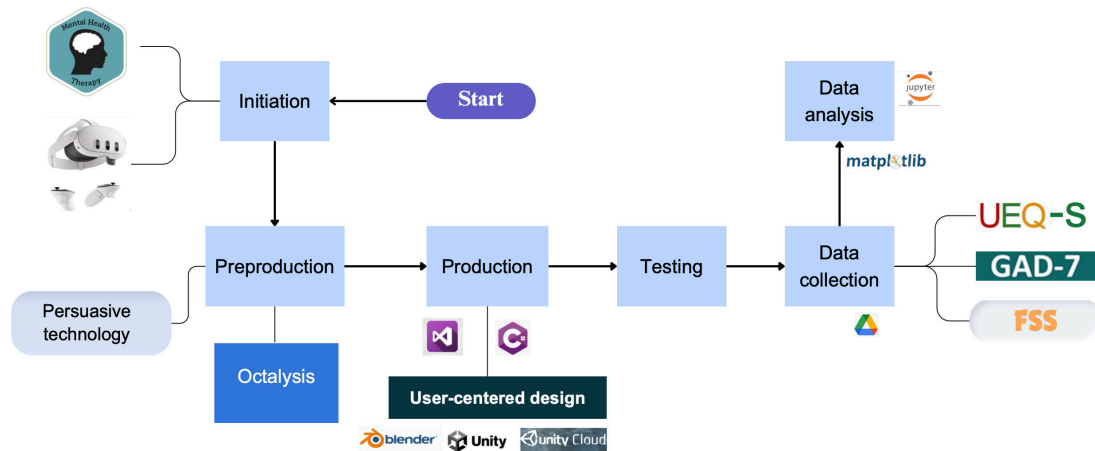 Mental Health
Therapy
Initiation
Start
Data
analysis
jupyter
matplotlib
Preproduction
Production
Testing
Data
collection
UEQ-S
GAD-7
FSS
Persuasive
technology
Octalysis
C#
User-centered design
blender
Unity
unity Cloud